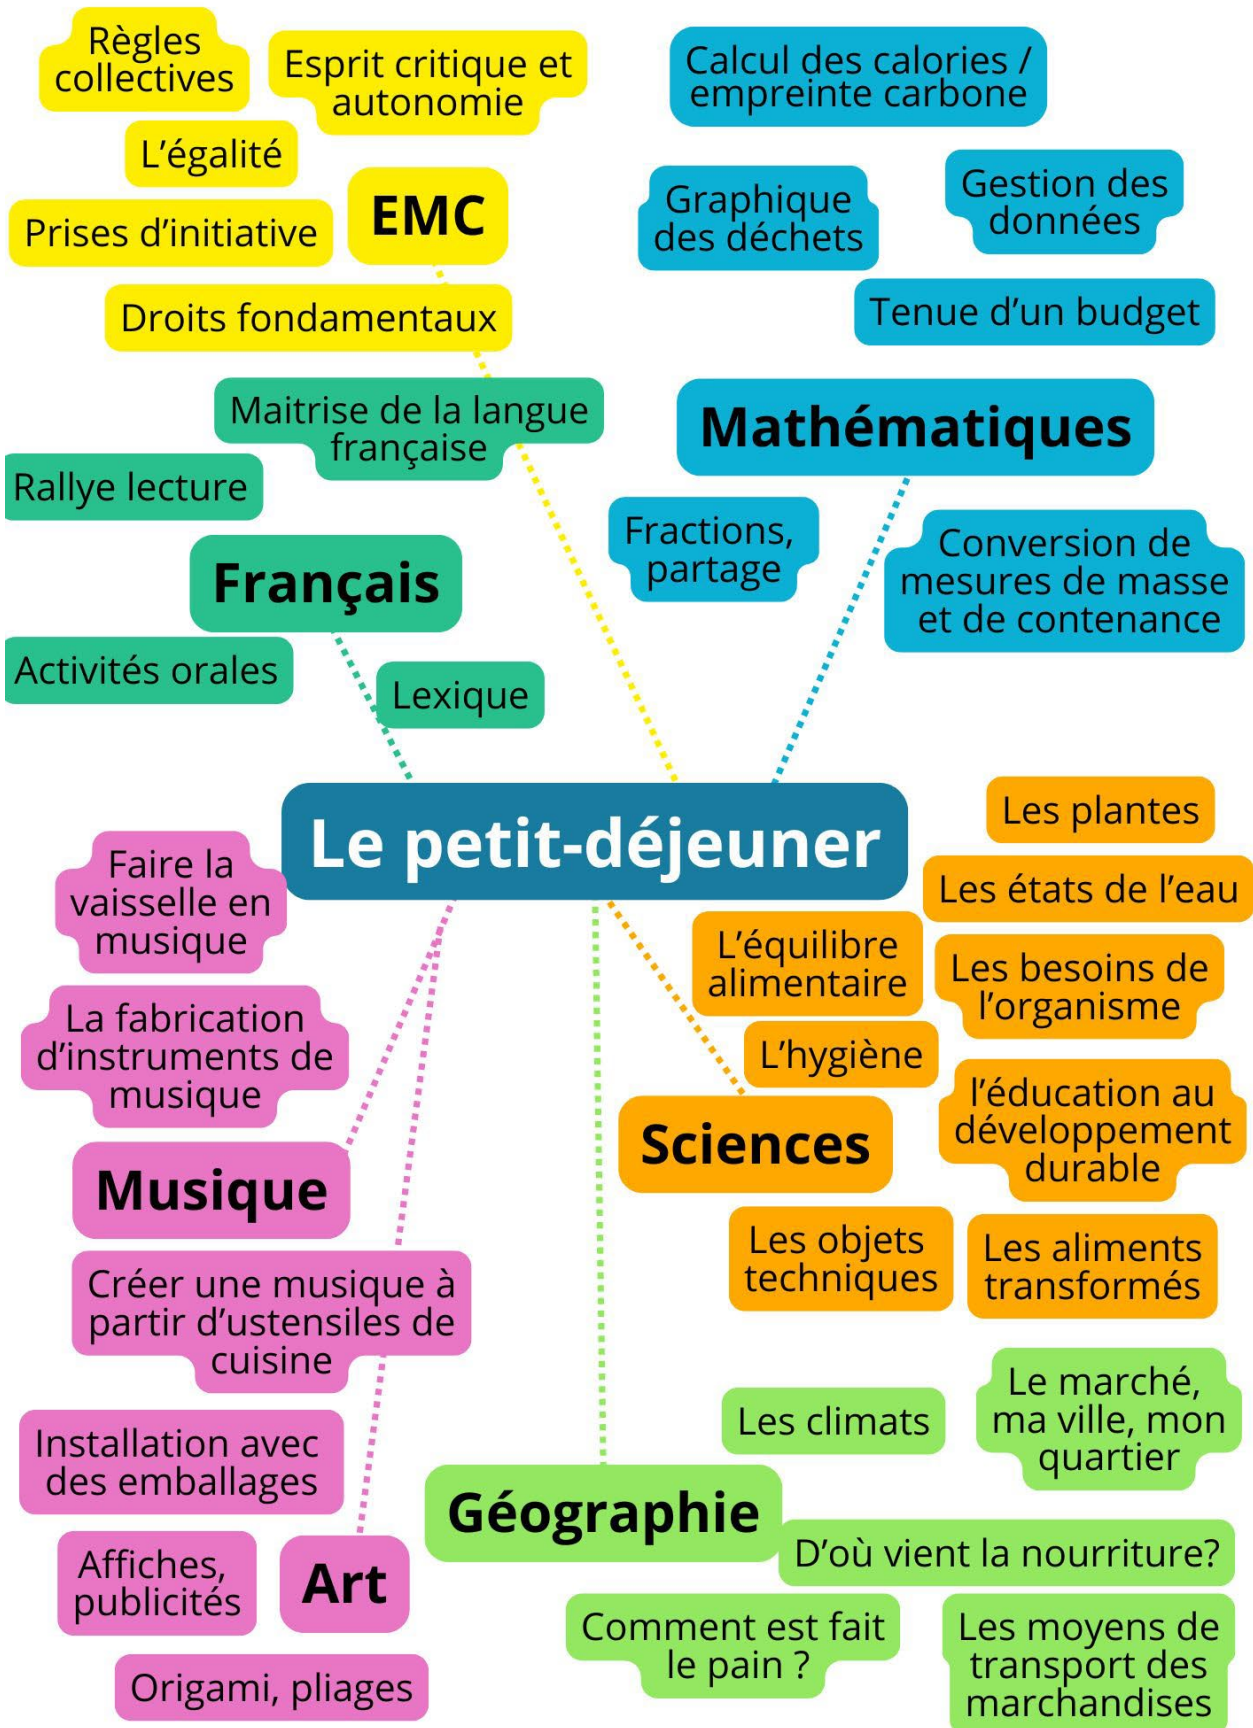 Règles
collectives
Esprit critique et
autonomie
L’égalité
Prises d’initiative
EMC
Droits fondamentaux
Calcul des calories /
empreinte carbone
Graphique
des déchets
Gestion des
données
Tenue d’un budget
Mathématiques
Fractions,
partage
Conversion de
mesures de masse
et de contenance
Maitrise de la langue
française
Rallye lecture
Français
Activités orales
Lexique
Le petit-déjeuner
Les plantes
Les états de l’eau
L’équilibre
alimentaire
Les besoins de
l’organisme
L’hygiène
l’éducation au
développement
durable
Sciences
Les objets
techniques
Les aliments
transformés
Faire la
vaisselle en
musique
La fabrication
d’instruments de
musique
Musique
Créer une musique à
partir d’ustensiles de
cuisine
Installation avec
des emballages
Affiches,
publicités
Art
Origami, pliages
Les climats
Le marché,
ma ville, mon
quartier
Géographie
D’où vient la nourriture?
Comment est fait
le pain ?
Les moyens de
transport des
marchandises